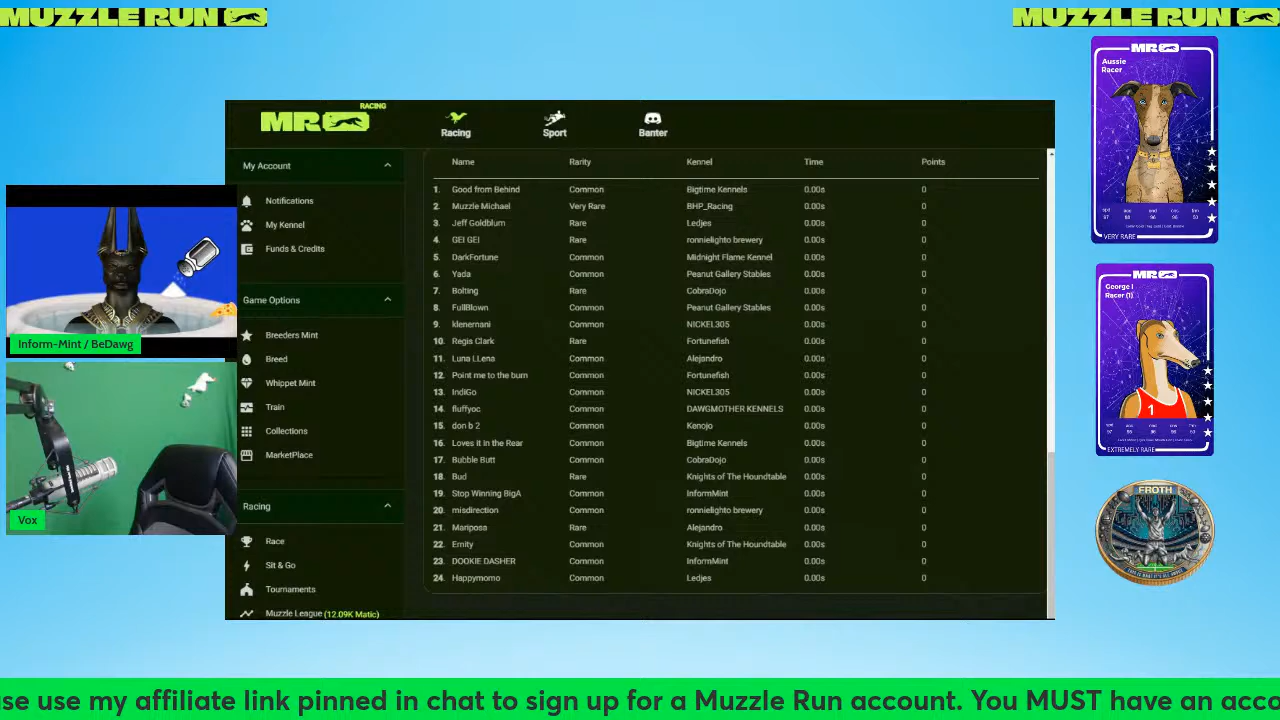 MUZZLE RUN
MUZZLE RUN
MR
RACING
Racing
Sport
Banter
My Account
Notifications
My Kennel
Funds & Credits
Game Options
Breeders Mint
Breed
Whippet Mint
Train
Collections
MarketPlace
Racing
Race
Sit & Go
Tournaments
Muzzle League (12.09K Matic)
Name Rarity Kennel Time Points
1. Good from Behind Common Bigtime Kennels 0.00s 0
2. Muzzle Michael Very Rare BHP_Racing 0.00s 0
3. Jeff Goldblum Rare Ledjes 0.00s 0
4. GEI GEI Rare ronnielighto brewery 0.00s 0
5. DarkFortune Common Midnight Flame Kennel 0.00s 0
6. Yada Common Peanut Gallery Stables 0.00s 0
7. Bolting Rare CobraDojo 0.00s 0
8. FullBlown Common Peanut Gallery Stables 0.00s 0
9. klenemani Common NICKEL305 0.00s 0
10. Regis Clark Rare Fortunefish 0.00s 0
11. Luna LLena Common Alejandro 0.00s 0
12. Point me to the bum Common Fortunefish 0.00s 0
13. IndiGo Common NICKEL305 0.00s 0
14. fluffyoc Common DAWGMOTHER KENNELS 0.00s 0
15. don b 2 Common Kenojo 0.00s 0
16. Loves It In the Rear Common Bigtime Kennels 0.00s 0
17. Bubble Butt Common CobraDojo 0.00s 0
18. Bud Rare Knights of The Houndtable 0.00s 0
19. Stop Winning BigA Common InformMint 0.00s 0
20. misdirection Common ronnielighto brewery 0.00s 0
21. Mariposa Rare Alejandro 0.00s 0
22. Emity Common Knights of The Houndtable 0.00s 0
23. DOOKIE DASHER Common InformMint 0.00s 0
24. Happymomo Common Ledjes 0.00s 0
Inform-Mint / BeDawg
Vox
MR
Aussie
Racer
VERY RARE
MR
George I
Racer (1)
1
EXTREMELY RARE
FROTH
se use my affiliate link pinned in chat to sign up for a Muzzle Run account. You MUST have an acco